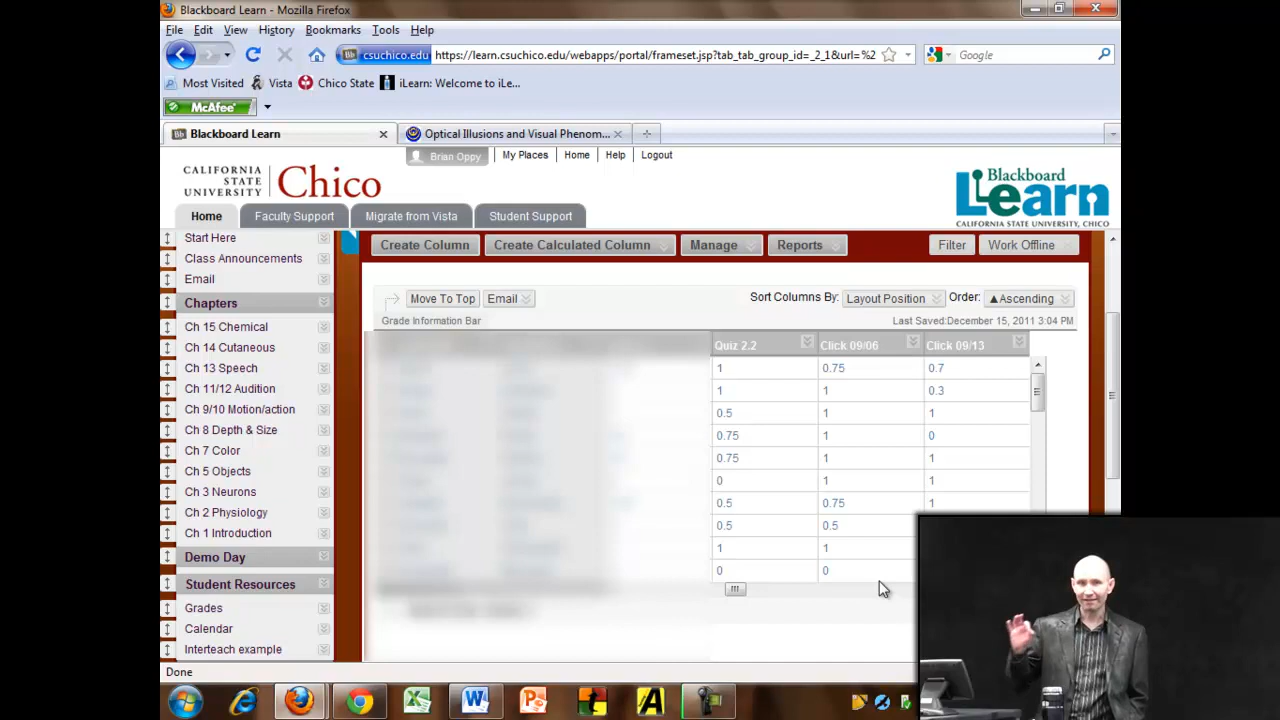 Blackboard Learn - Mozilla Firefox
File Edit View History Bookmarks Tools Help
csuchico.edu https://learn.csuchico.edu/webapps/portal/frameset.jsp?tab_tab_group_id=_2_1&url=%2 Google
Most Visited Vista Chico State iLearn: Welcome to iLe...
McAfee
Blackboard Learn Optical Illusions and Visual Phenom...
Brian Oppy My Places Home Help Logout
CALIFORNIA STATE UNIVERSITY, Chico
Blackboard Learn
CALIFORNIA STATE UNIVERSITY, CHICO
Home Faculty Support Migrate from Vista Student Support
Start Here
Class Announcements
Email
Chapters
Ch 15 Chemical
Ch 14 Cutaneous
Ch 13 Speech
Ch 11/12 Audition
Ch 9/10 Motion/action
Ch 8 Depth & Size
Ch 7 Color
Ch 5 Objects
Ch 3 Neurons
Ch 2 Physiology
Ch 1 Introduction
Demo Day
Student Resources
Grades
Calendar
Interteach example
Create Column Create Calculated Column Manage Reports Filter Work Offline
Move To Top Email Sort Columns By: Layout Position Order: ▲Ascending
Grade Information Bar Last Saved:December 15, 2011 3:04 PM
Quiz 2.2 Click 09/06 Click 09/13
1 0.75 0.7
1 1 0.3
0.5 1 1
0.75 1 0
0.75 1 1
0 1 1
0.5 0.75 1
0.5 0.5
1 1
0 0
Done